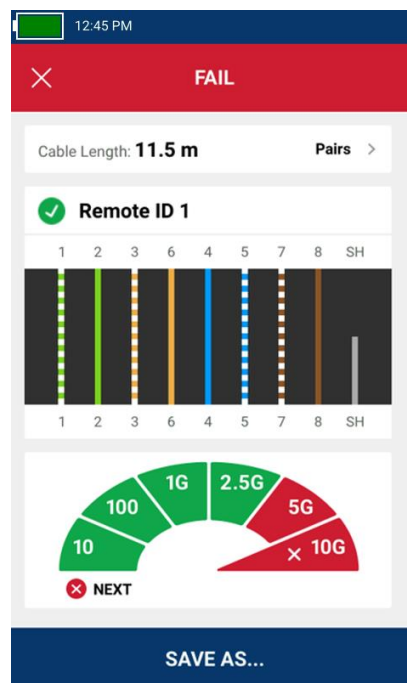 12:45 PM
FAIL
Cable Length: 11.5 m Pairs >
Remote ID 1
1 2 3 6 4 5 7 8 SH
1 2 3 6 4 5 7 8 SH
10 100 1G 2.5G 5G 10G
NEXT
SAVE AS...